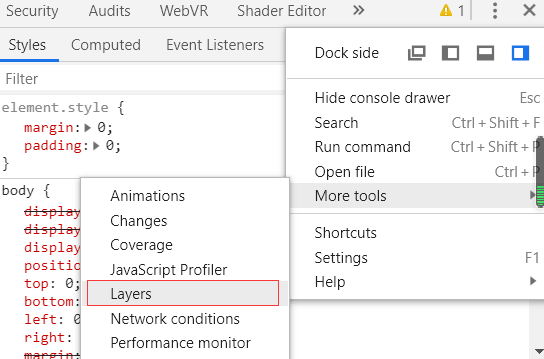 Security Audits WebVR Shader Editor » 1
Styles Computed Event Listeners
Filter
element.style {
margin: 0;
padding: 0;
}
body {
display
display
display
top: 0;
bottom:
left: 0
right:
margin:
Dock side
Hide console drawer Esc
Search Ctrl + Shift + F
Run command Ctrl + Shift + P
Open file Ctrl + P
More tools
Shortcuts
Settings F1
Help
Animations
Changes
Coverage
JavaScript Profiler
Layers
Network conditions
Performance monitor